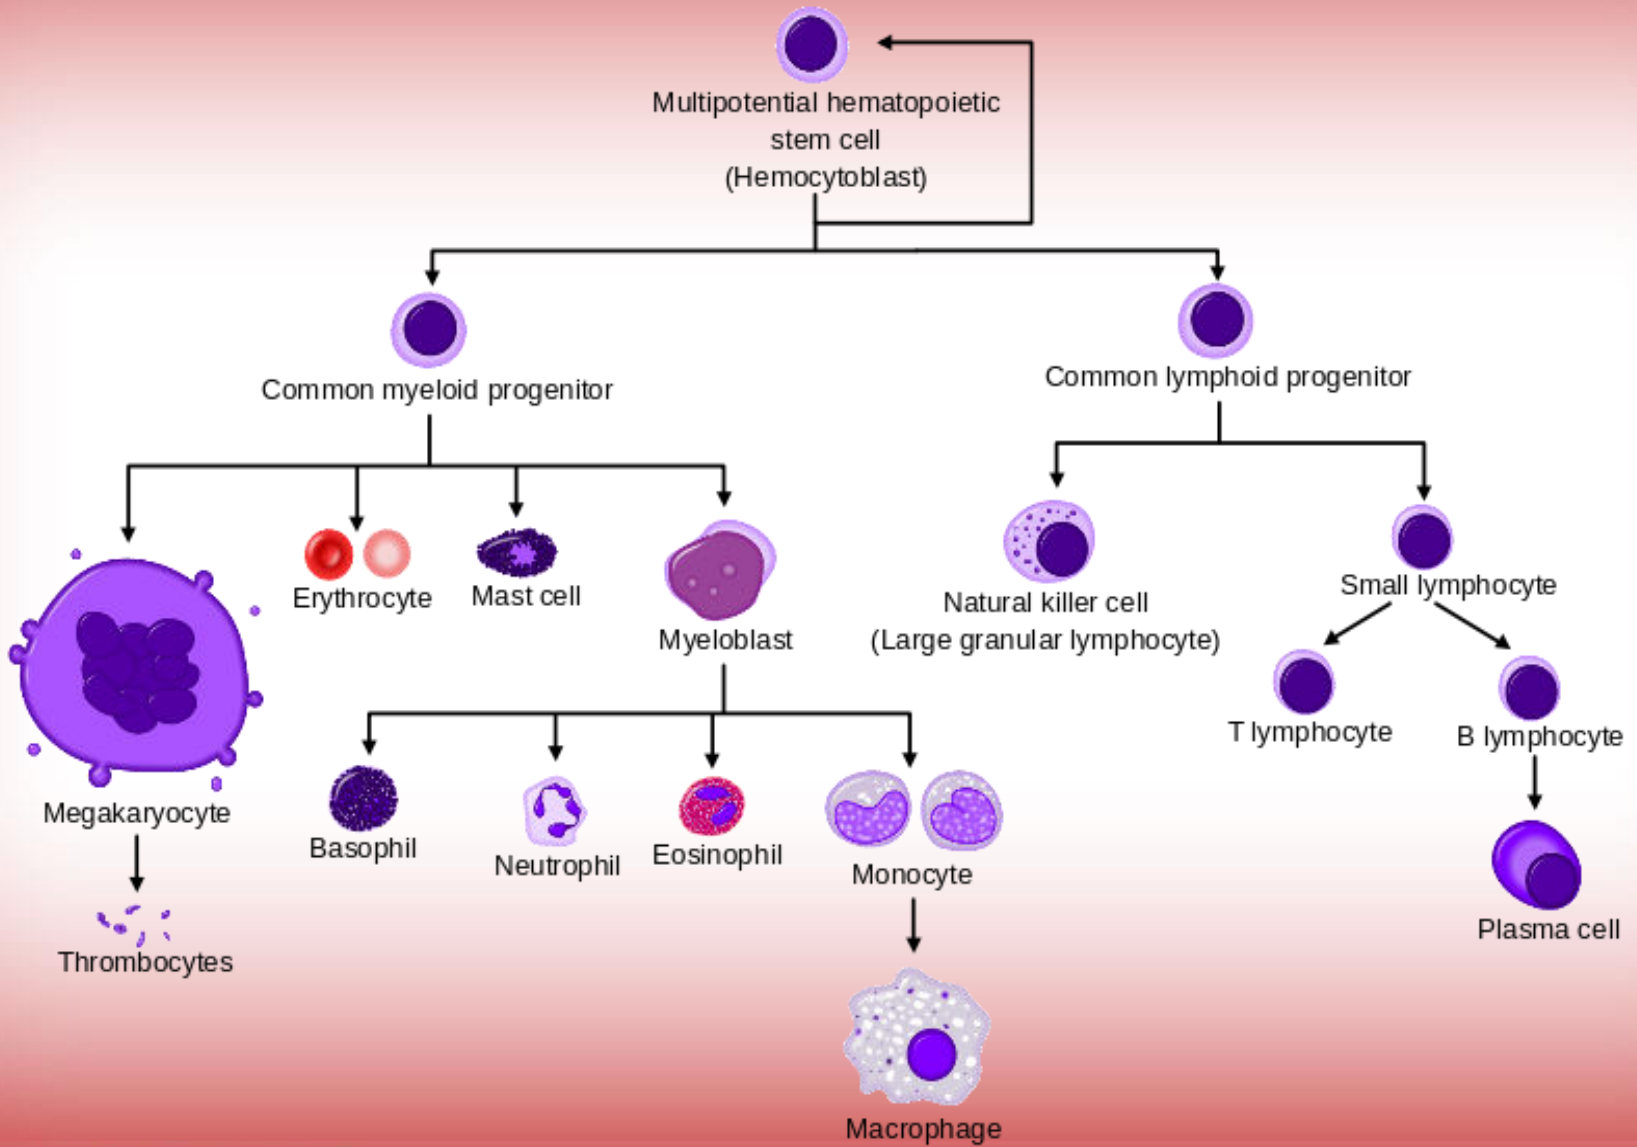 Multipotential hematopoietic
stem cell
(Hemocytoblast)
Common myeloid progenitor
Common lymphoid progenitor
Erythrocyte
Mast cell
Myeloblast
Natural killer cell
(Large granular lymphocyte)
Small lymphocyte
T lymphocyte
B lymphocyte
Megakaryocyte
Basophil
Neutrophil
Eosinophil
Monocyte
Plasma cell
Thrombocytes
Macrophage